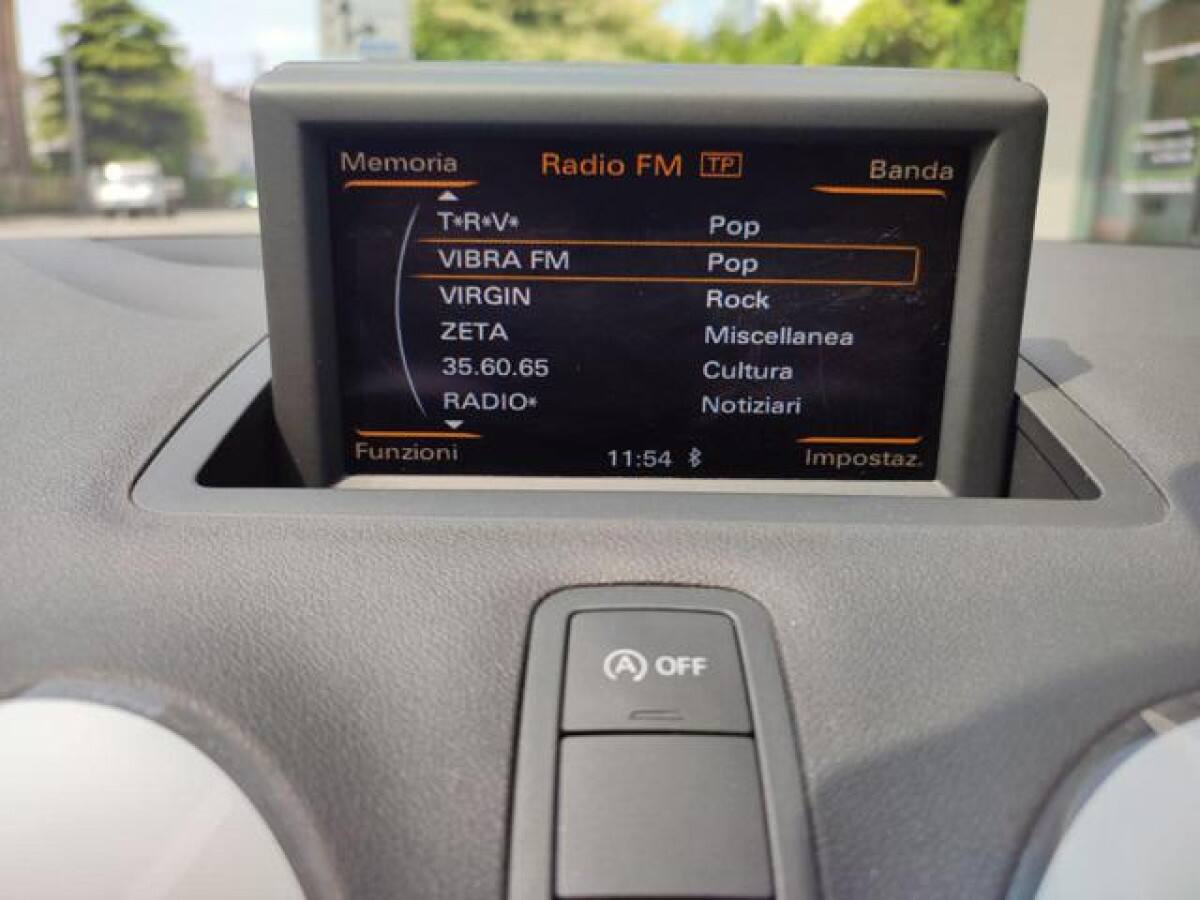 Memoria Radio FM TP Banda
T*R*V* Pop
VIBRA FM Pop
VIRGIN Rock
ZETA Miscellanea
35.60.65 Cultura
RADIO* Notiziari
Funzioni 11:54 Impostaz.
A OFF